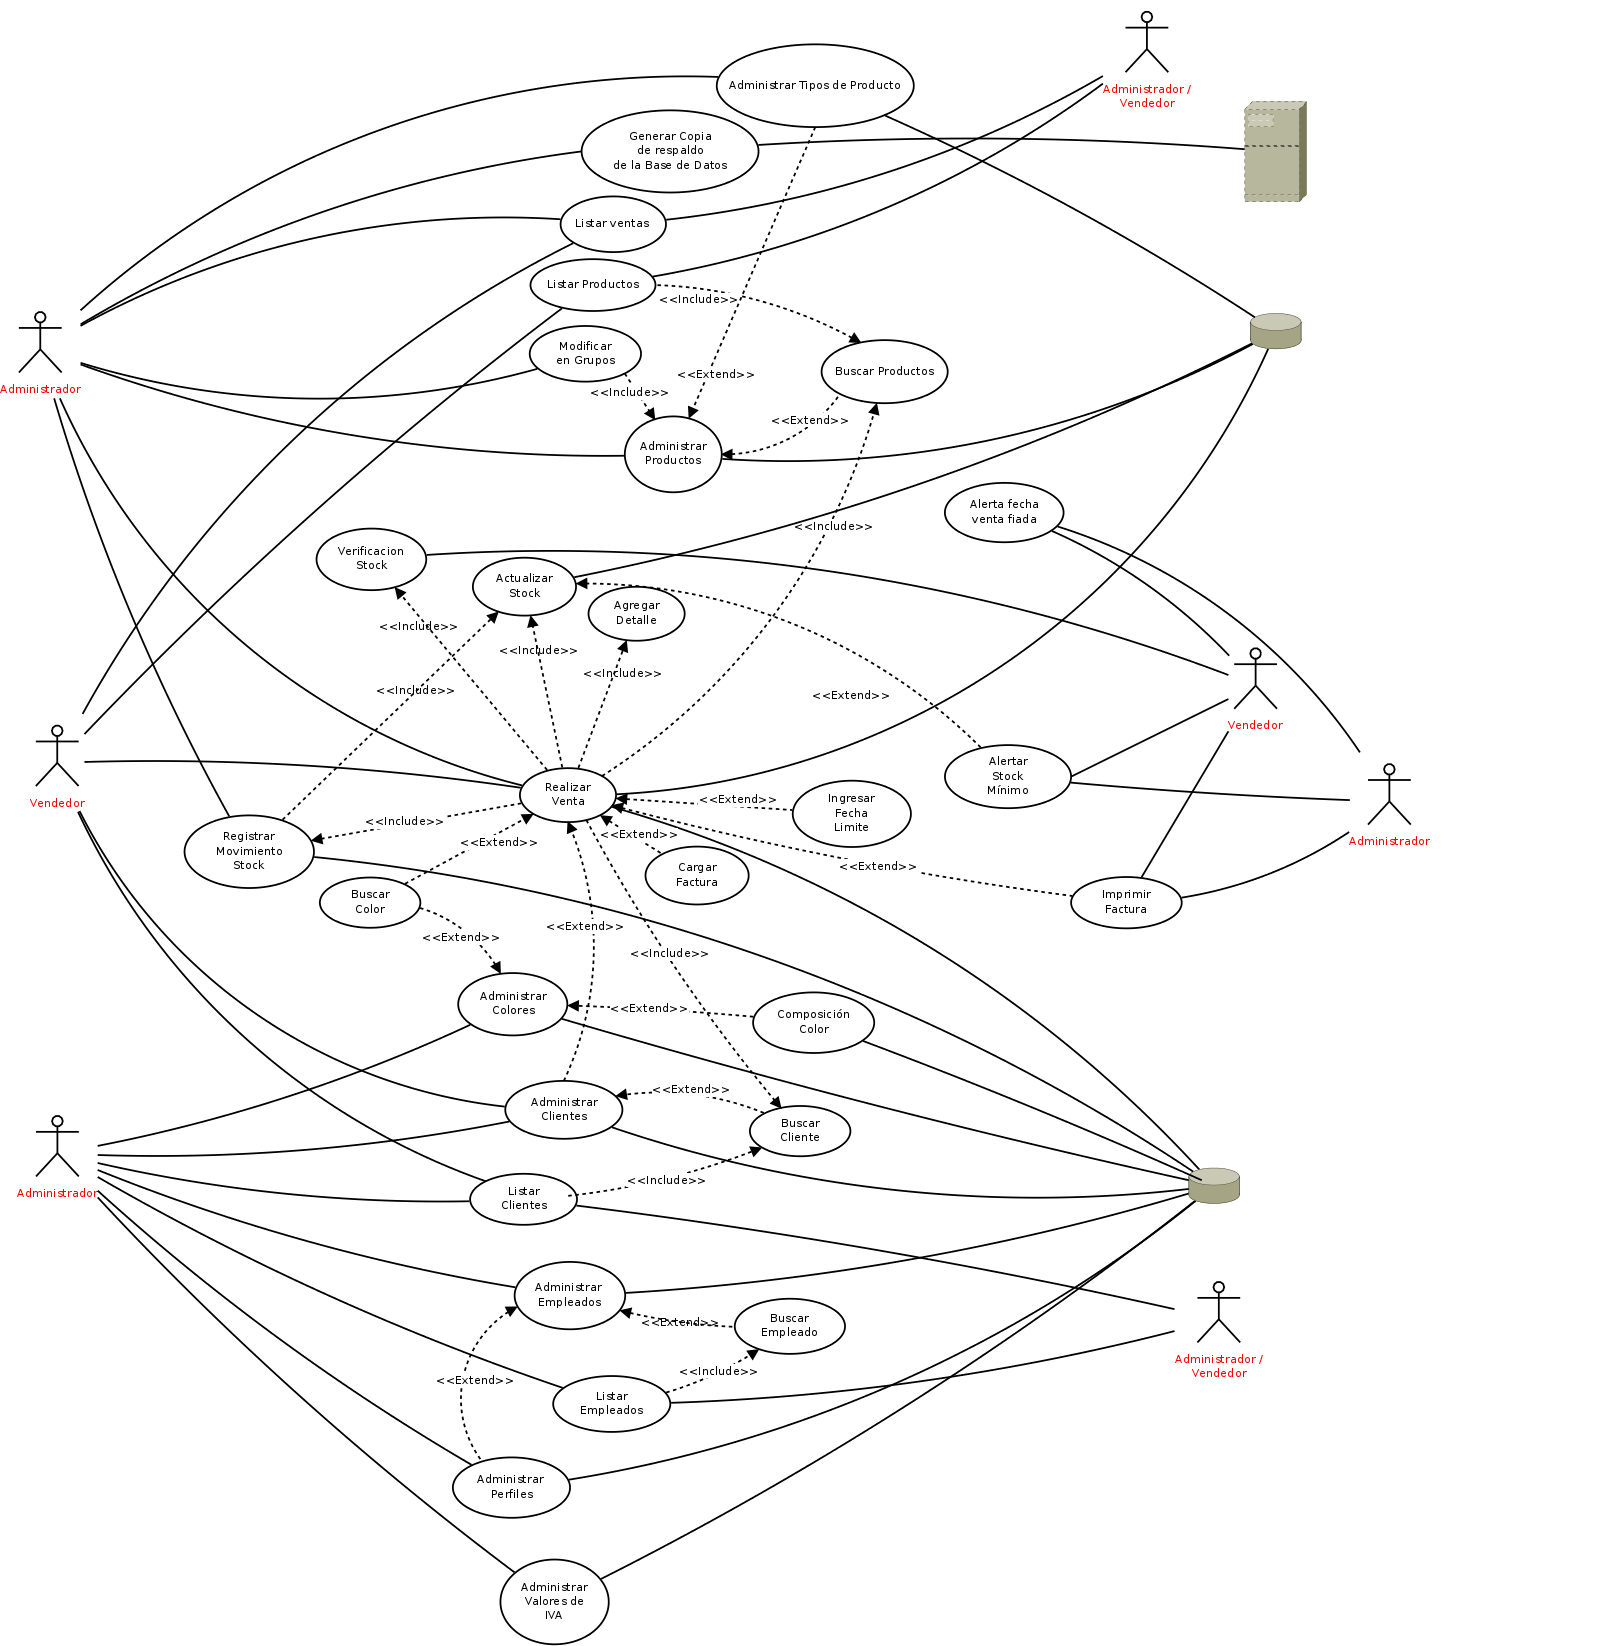 Administrador /
Vendedor
Administrar Tipos de Producto
Generar Copia
de respaldo
de la Base de Datos
Listar ventas
Listar Productos
<<Include>>
Modificar
en Grupos
<<Extend>>
Buscar Productos
Administrador
<<Include>>
<<Extend>>
Administrar
Productos
Alerta fecha
venta fiada
<<Include>>
Verificacion
Stock
Actualizar
Stock
Agregar
Detalle
<<Include>>
<<Include>>
<<Include>>
<<Include>>
<<Extend>>
Vendedor
Alertar
Stock
Mínimo
Vendedor
Realizar
Venta
<<Extend>>
Ingresar
Fecha
Limite
<<Include>>
<<Extend>>
<<Extend>>
Administrador
Registrar
Movimiento
Stock
<<Extend>>
Cargar
Factura
Buscar
Color
Imprimir
Factura
<<Extend>>
<<Extend>>
<<Include>>
Administrar
Colores
<<Extend>>
Composición
Color
<<Extend>>
Administrar
Clientes
Buscar
Cliente
<<Include>>
Administrador
Listar
Clientes
Administrar
Empleados
<<Extend>>
Buscar
Empleado
Administrador /
Vendedor
<<Extend>>
<<Include>>
Listar
Empleados
Administrar
Perfiles
Administrar
Valores de
IVA